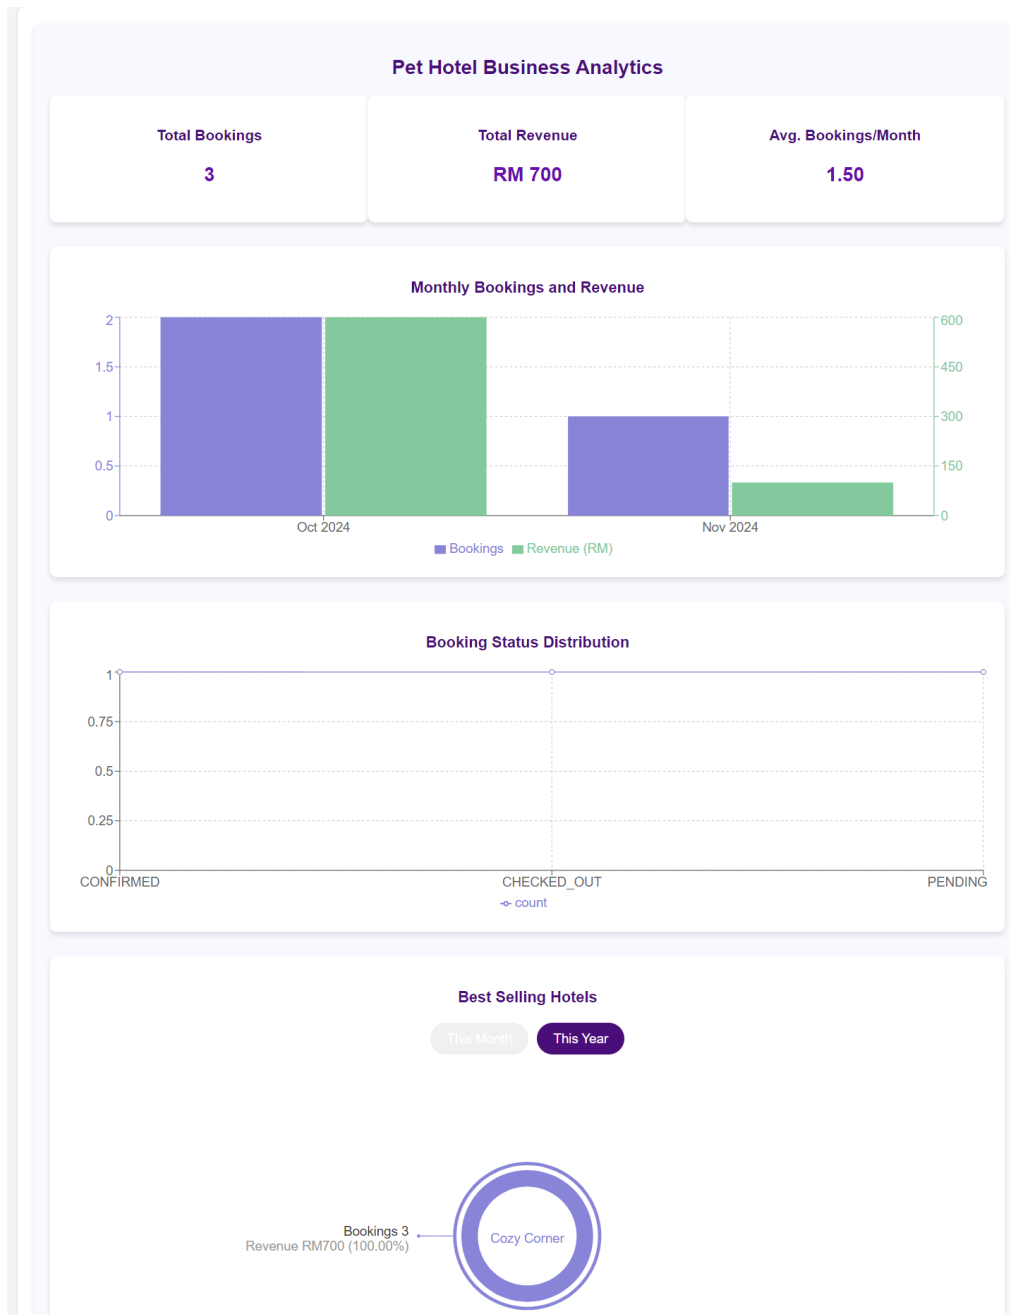 Pet Hotel Business Analytics
Total Bookings
3
Total Revenue
RM 700
Avg. Bookings/Month
1.50
Monthly Bookings and Revenue
2
1.5
1
0.5
0
600
450
300
150
0
Oct 2024
Nov 2024
Bookings
Revenue (RM)
Booking Status Distribution
1
0.75
0.5
0.25
0
CONFIRMED
CHECKED_OUT
PENDING
count
Best Selling Hotels
This Month
This Year
Bookings 3
Revenue RM700 (100.00%)
Cozy Corner